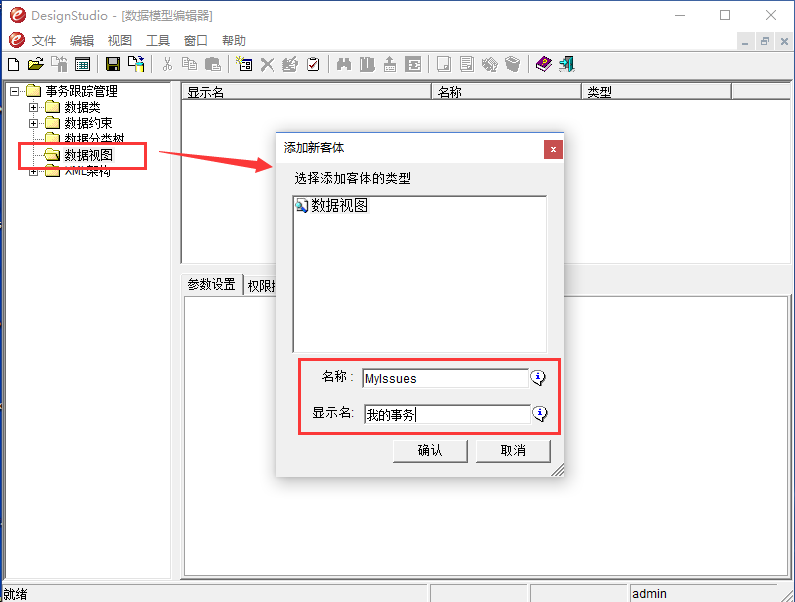 DesignStudio - [数据模型编辑器]
文件 编辑 视图 工具 窗口 帮助
事务跟踪管理
数据类
数据约束
数据分类树
数据视图
XML架构
显示名 名称 类型
添加新客体
选择添加客体的类型
数据视图
参数设置 权限
名称：
MyIssues
显示名:
我的事务
确认 取消
就绪 admin